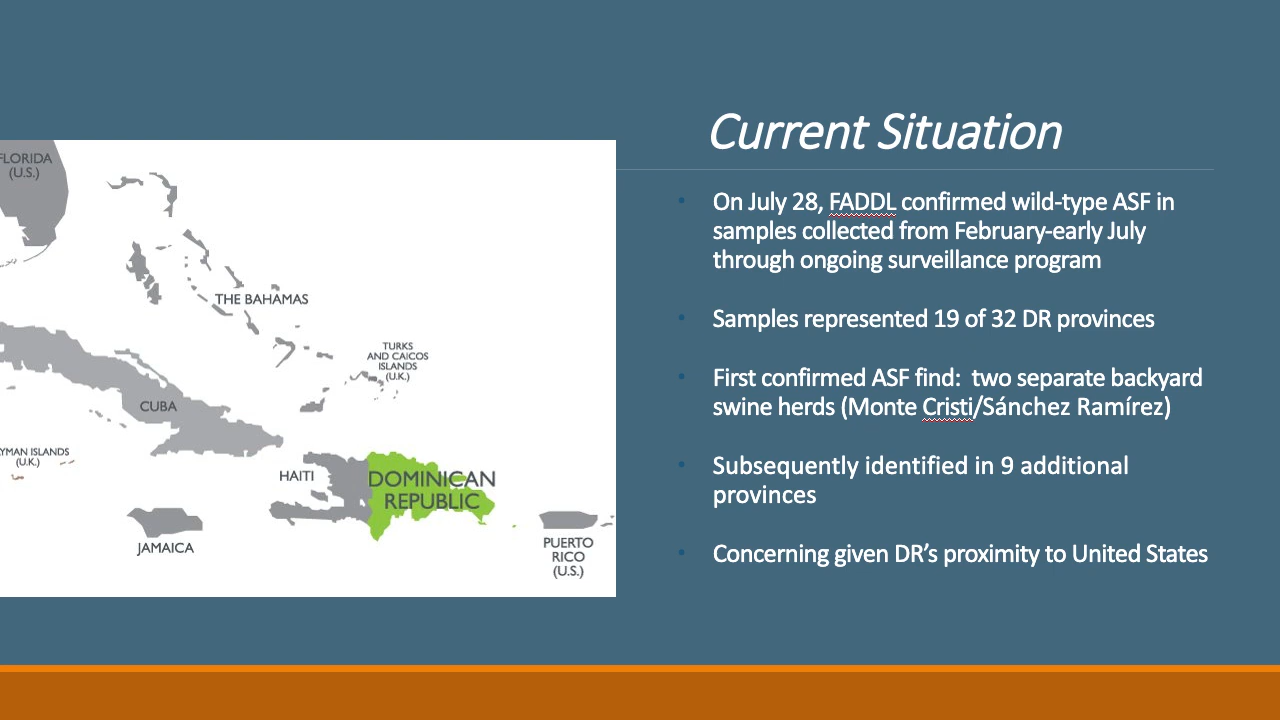 Current Situation
• On July 28, FADDL confirmed wild-type ASF in
samples collected from February-early July
through ongoing surveillance program
• Samples represented 19 of 32 DR provinces
• First confirmed ASF find:  two separate backyard
swine herds (Monte Cristi/Sánchez Ramírez)
• Subsequently identified in 9 additional
provinces
• Concerning given DR’s proximity to United States
FLORIDA
(U.S.)
THE BAHAMAS
TURKS
AND CAICOS
ISLANDS
(U.K.)
CUBA
YMAN ISLANDS
(U.K.)
HAITI
DOMINICAN
REPUBLIC
JAMAICA
PUERTO
RICO
(U.S.)